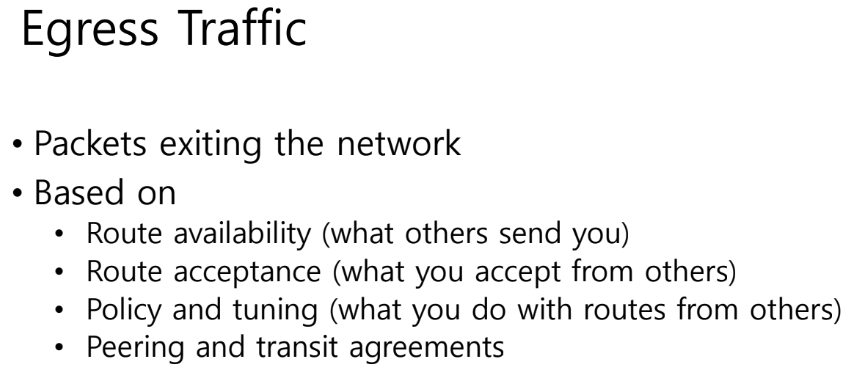 Egress Traffic
• Packets exiting the network
• Based on
• Route availability (what others send you)
• Route acceptance (what you accept from others)
• Policy and tuning (what you do with routes from others)
• Peering and transit agreements